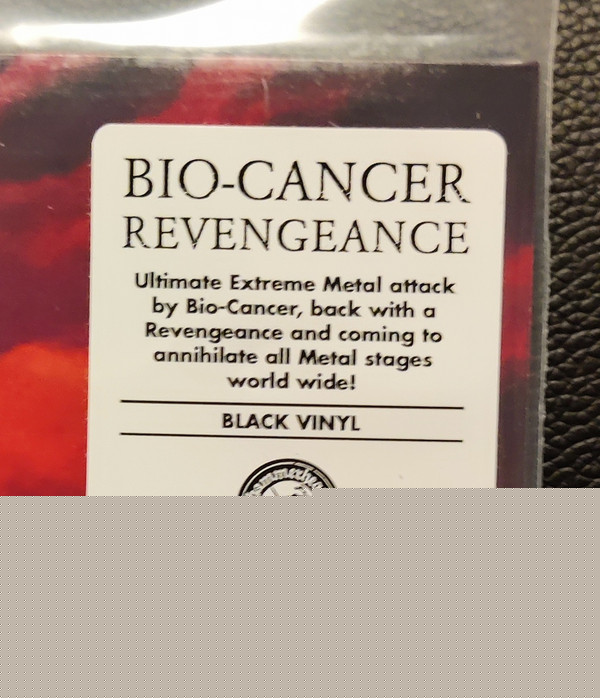 BIO-CANCER
REVENGEANCE
Ultimate Extreme Metal attack
by Bio-Cancer, back with a
Revengeance and coming to
annihilate all Metal stages
world wide!
BLACK VINYL